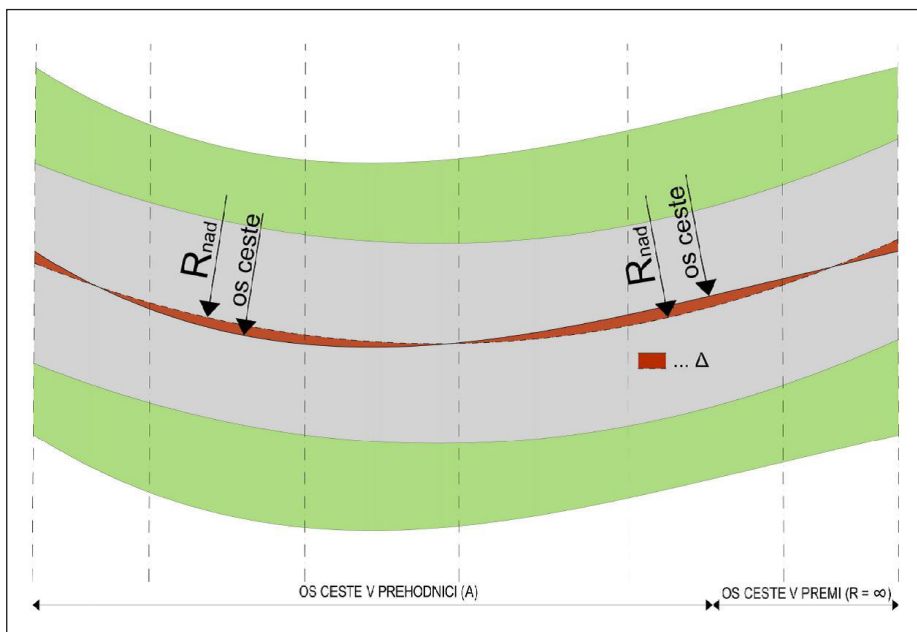 Rnad
os ceste
Rnad
os ceste
... Δ
OS CESTE V PREHODNICI (A)
OS CESTE V PREMI (R = ∞)